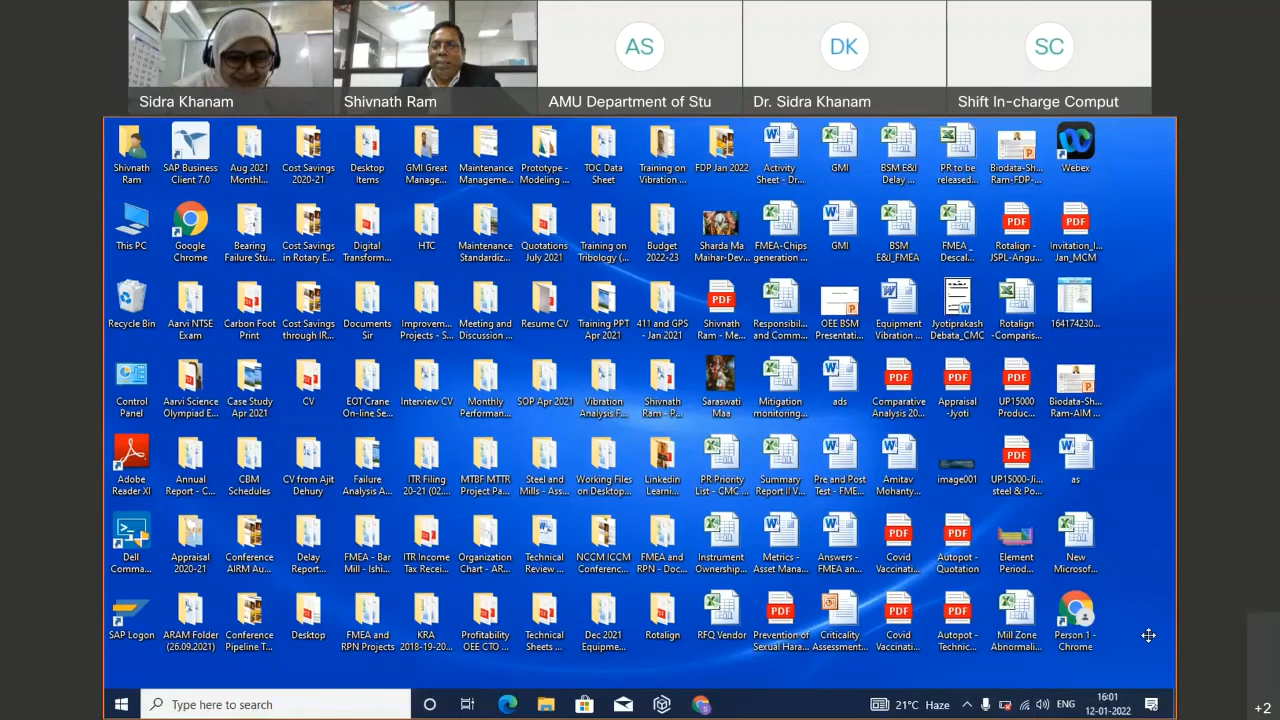 AS
DK
SC
Sidra Khanam
Shivnath Ram
AMU Department of Stu
Dr. Sidra Khanam
Shift In-charge Comput
Shivnath Ram
SAP Business Client 7.0
Aug 2021 Monthl...
Cost Savings 2020-21
Desktop Items
GMI Great Manage...
Maintenance Manageme...
Prototype - Modeling ...
TOC Data Sheet
Training on Vibration ...
FDP Jan 2022
Activity Sheet - Dr...
GMI
BSM E&I Delay ...
PR to be released...
Biodata-Sh... Ram-FDP-...
Webex
This PC
Google Chrome
Bearing Failure Stu...
Cost Savings in Rotary E...
Digital Transform...
HTC
Maintenance Standardiz...
Quotations July 2021
Training on Tribology (...
Budget 2022-23
Sharda Ma Maihar-Dev...
FMEA-Chips generation ...
GMI
BSM E&I_FMEA
FMEA _ Descal...
Rotalign - JSPL-Angu...
Invitation_I... Jan_MCM
Recycle Bin
Aarvi NTSE Exam
Carbon Foot Print
Cost Savings through IR...
Documents Sir
Improvem... Projects - S...
Meeting and Discussion ...
Resume CV
Training PPT Apr 2021
411 and GPS - Jan 2021
Shivnath Ram - Me...
Responsibil... and Comm...
OEE BSM Presentati...
Equipment Vibration ...
Jyotiprakash Debata_CMC
Rotalign -Comparis...
164174230...
Control Panel
Aarvi Science Olympiad E...
Case Study Apr 2021
CV
EOT Crane On-line Se...
Interview CV
Monthly Performan...
SOP Apr 2021
Vibration Analysis F...
Shivnath Ram - P...
Saraswati Maa
Mitigation monitoring...
ads
Comparative Analysis 20...
Appraisal -Jyoti
UP15000 Produc...
Biodata-Sh... Ram-AIM ...
Adobe Reader XI
Annual Report - C...
CBM Schedules
CV from Ajit Dehury
Failure Analysis A...
ITR Filing 20-21 (02...
MTBF MTTR Project Pa...
Steel and Mills - Ass...
Working Files on Desktop...
Linkedin Learni...
PR Priority List - CMC ...
Summary Report II V...
Pre and Post Test - FME...
Amitav Mohanty...
image001
UP15000-Ji... steel & Po...
as
Dell Comma...
Appraisal 2020-21
Conference AIRM Au...
Delay Report...
FMEA - Bar Mill - Ishi...
ITR Income Tax Recei...
Organization Chart - AR...
Technical Review ...
NCCM ICCM Conferenc...
FMEA and RPN - Doc...
Instrument Ownership...
Metrics - Asset Mana...
Answers - FMEA an...
Covid Vaccinati...
Autopot - Quotation
Element Period...
New Microsof...
SAP Logon
ARAM Folder (26.09.2021)
Conference Pipeline T...
Desktop
FMEA and RPN Projects
KRA 2018-19-20...
Profitability OEE CTO ...
Technical Sheets ...
Dec 2021 Equipme...
Rotalign
RFQ Vendor
Prevention of Sexual Hara...
Criticality Assessment...
Covid Vaccinati...
Autopot - Technic...
Mill Zone Abnormali...
Person 1 - Chrome
Type here to search
21°C Haze
ENG
16:01
12-01-2022
+2